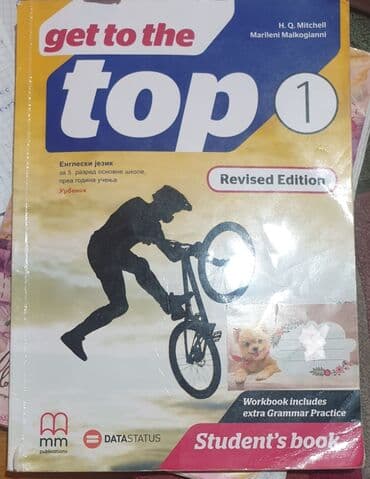 get to the
H. Q. Mitchell
Marileni Malkogianni
top 1
Енглески језик
за 5. разред основне школе,
прва година учења
Уџбеник
Revised Edition
Workbook includes
extra Grammar Practice
mm
publications
DATASTATUS
Student's book